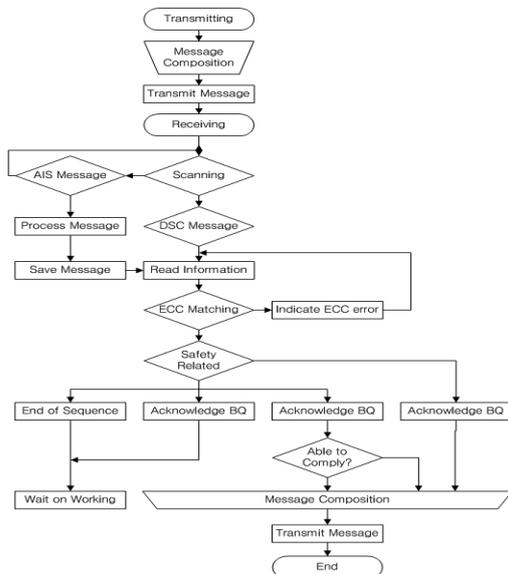 Transmitting
Message
Composition
Transmit Message
Receiving
AIS Message
Scanning
Process Message
DSC Message
Save Message
Read Information
ECC Matching
Indicate ECC error
Safety
Related
End of Sequence
Acknowledge BQ
Acknowledge BQ
Acknowledge BQ
Able to
Comply?
Wait on Working
Message Composition
Transmit Message
End